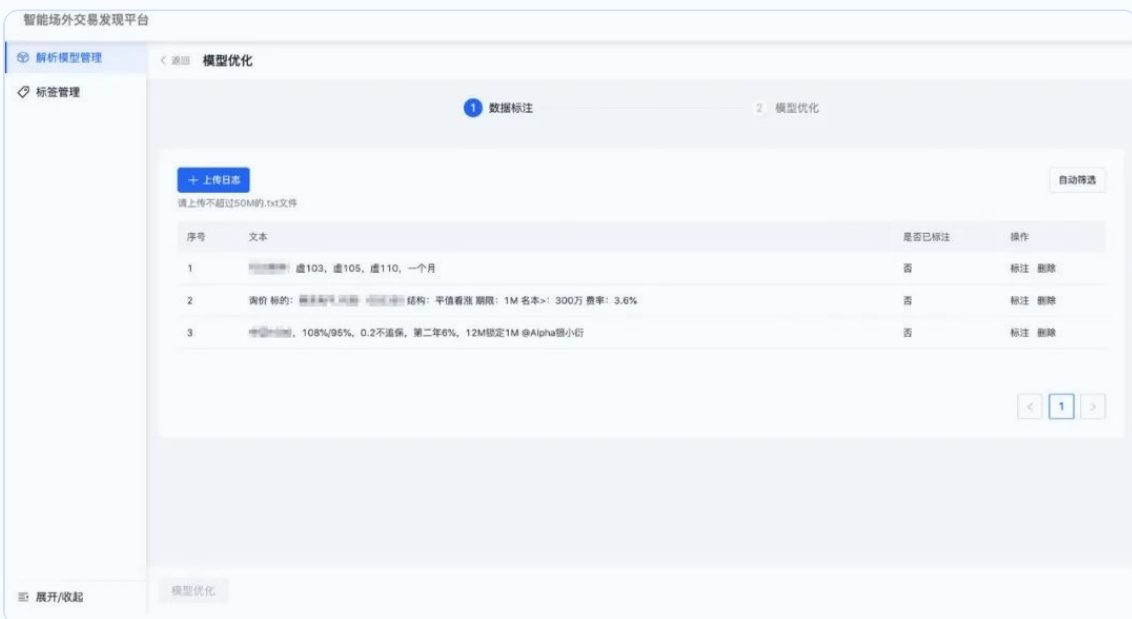 智能场外交易发现平台
解析模型管理
标签管理
< 返回 模型优化
1 数据标注
2 模型优化
+ 上传日志
自动筛选
请上传不超过50M的.txt文件
序号 文本 是否已标注 操作
1 虚103, 虚105, 虚110, 一个月 否 标注 删除
2 询价 标的: 结构: 平值看涨 期限: 1M 名本>: 300万 费率: 3.6% 否 标注 删除
3 , 108%/95%, 0.2不追保, 第二年6%, 12M锁定1M @Alpha银小衍 否 标注 删除
< 1 >
展开/收起
模型优化